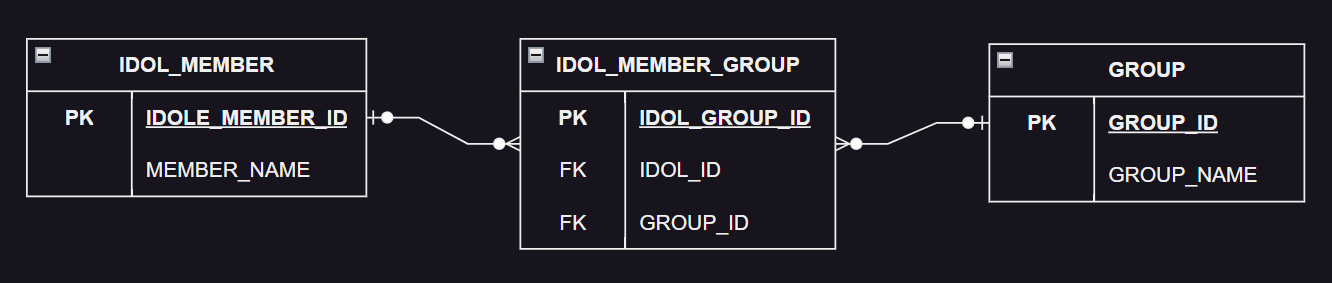 IDOL_MEMBER
PK IDOLE_MEMBER_ID
MEMBER_NAME
IDOL_MEMBER_GROUP
PK IDOL_GROUP_ID
FK IDOL_ID
FK GROUP_ID
GROUP
PK GROUP_ID
GROUP_NAME